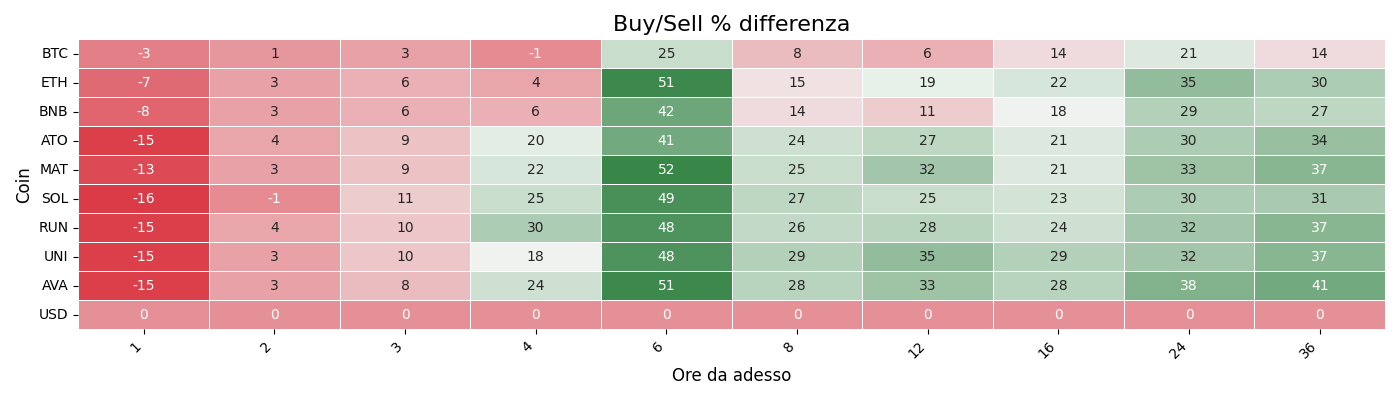 Buy/Sell % differenza
Coin
BTC -3 1 3 -1 25 8 6 14 21 14
ETH -7 3 6 4 51 15 19 22 35 30
BNB -8 3 6 6 42 14 11 18 29 27
ATO -15 4 9 20 41 24 27 21 30 34
MAT -13 3 9 22 52 25 32 21 33 37
SOL -16 -1 11 25 49 27 25 23 30 31
RUN -15 4 10 30 48 26 28 24 32 37
UNI -15 3 10 18 48 29 35 29 32 37
AVA -15 3 8 24 51 28 33 28 38 41
USD 0 0 0 0 0 0 0 0 0 0
1 2 3 4 6 8 12 16 24 36
Ore da adesso